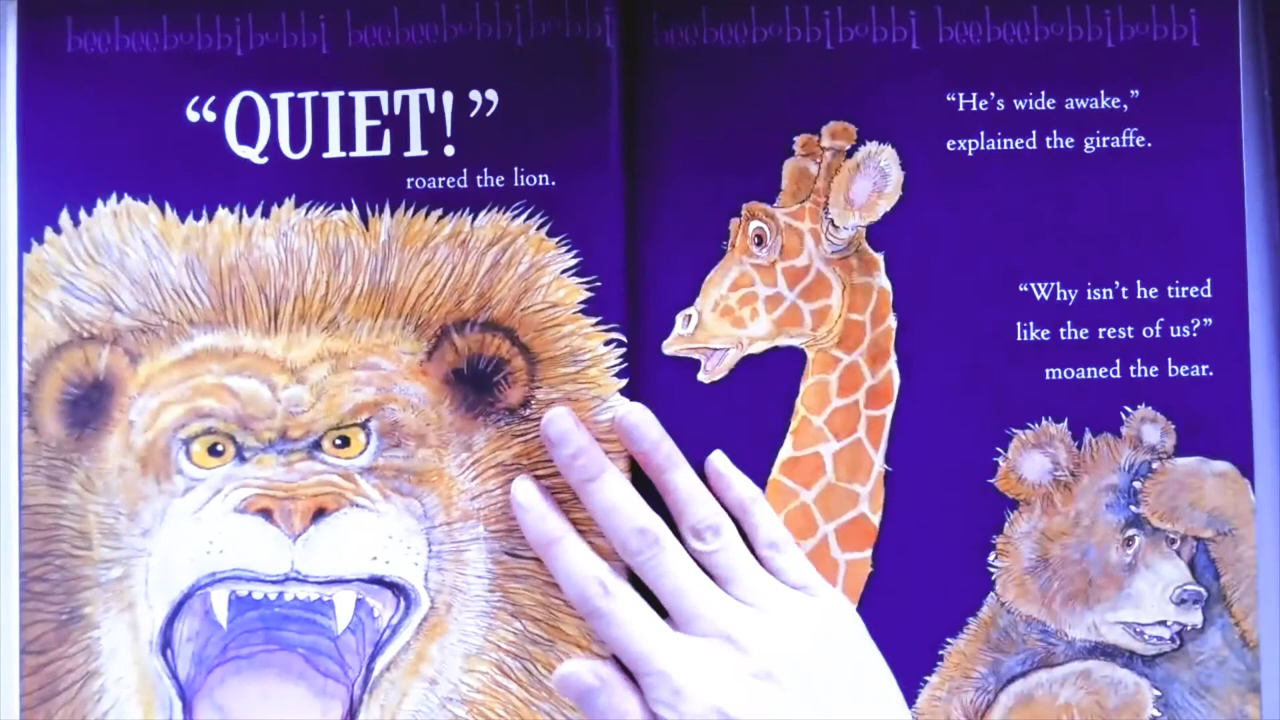 beebeebobbibobbi beebeebobbibobbi beebeebobbibobbi beebeebobbibobbi
“QUIET!”
roared the lion.
“He’s wide awake,”
explained the giraffe.
“Why isn’t he tired
like the rest of us?”
moaned the bear.